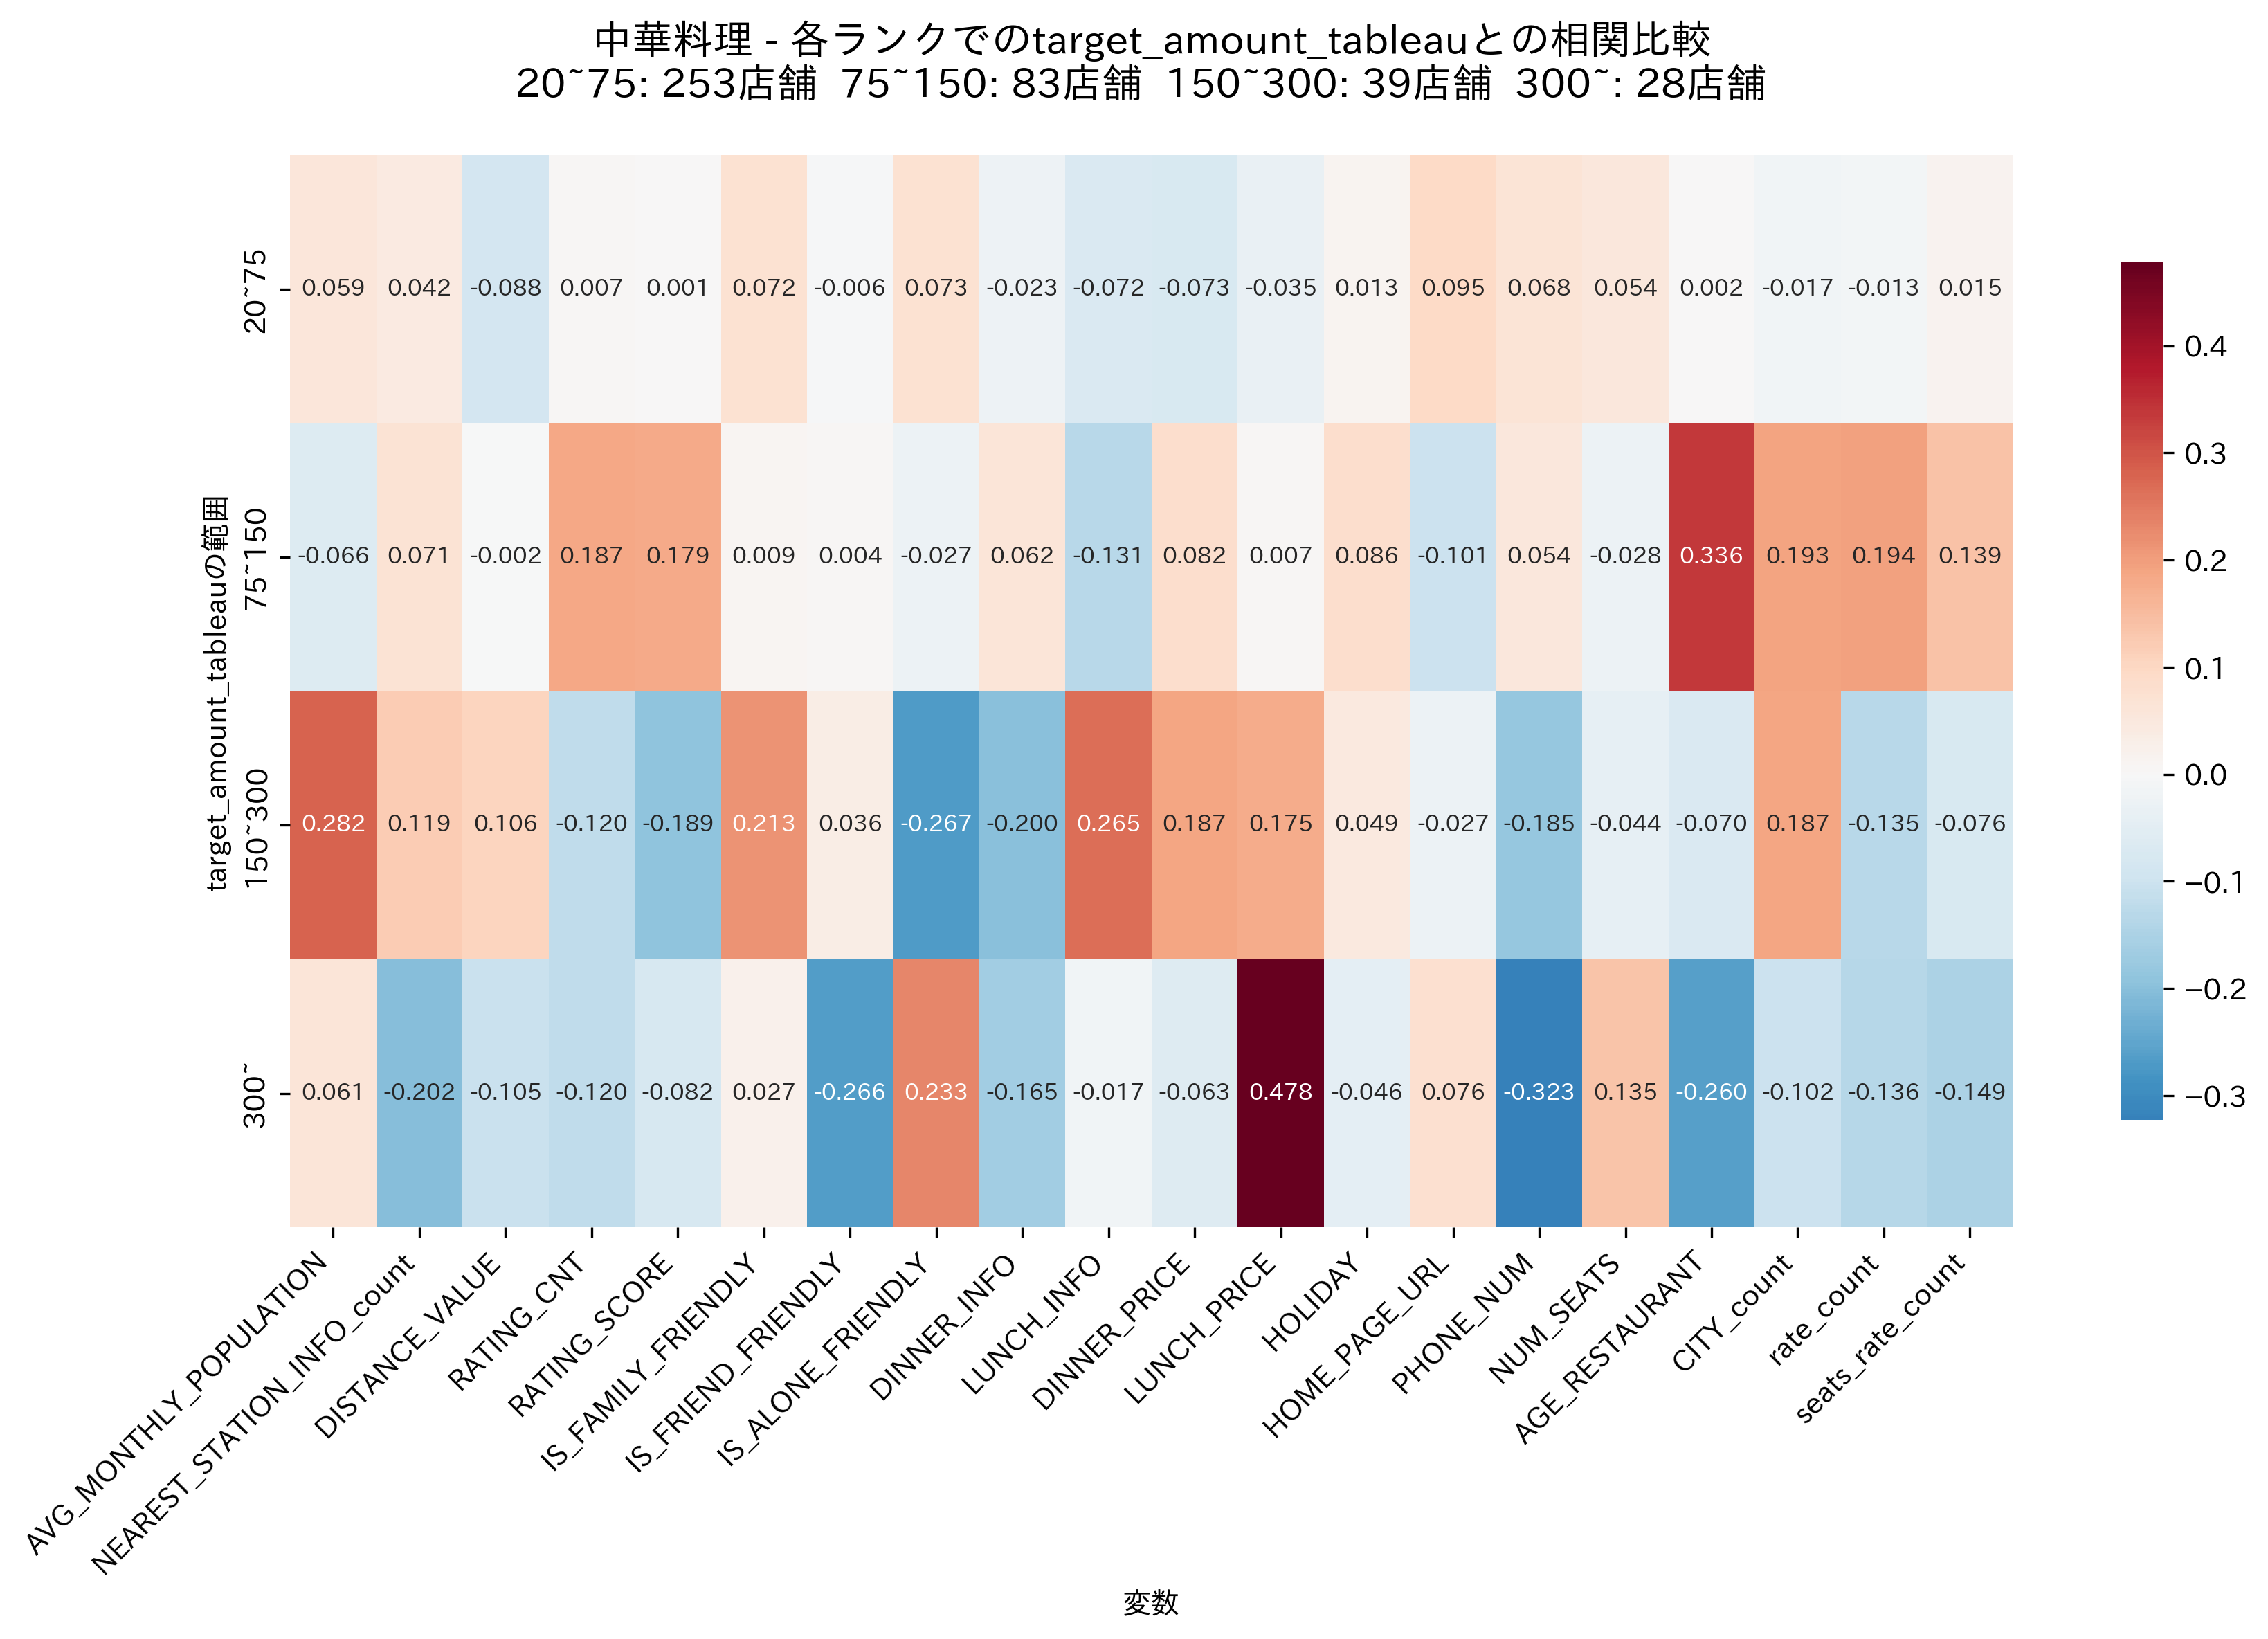 中華料理 - 各ランクでのtarget_amount_tableauとの相関比較
20~75: 253店舗 75~150: 83店舗 150~300: 39店舗 300~: 28店舗
target_amount_tableauの範囲
20~75
0.059 0.042 -0.088 0.007 0.001 0.072 -0.006 0.073 -0.023 -0.072 -0.073 -0.035 0.013 0.095 0.068 0.054 0.002 -0.017 -0.013 0.015
75~150
-0.066 0.071 -0.002 0.187 0.179 0.009 0.004 -0.027 0.062 -0.131 0.082 0.007 0.086 -0.101 0.054 -0.028 0.336 0.193 0.194 0.139
150~300
0.282 0.119 0.106 -0.120 -0.189 0.213 0.036 -0.267 -0.200 0.265 0.187 0.175 0.049 -0.027 -0.185 -0.044 -0.070 0.187 -0.135 -0.076
300~
0.061 -0.202 -0.105 -0.120 -0.082 0.027 -0.266 0.233 -0.165 -0.017 -0.063 0.478 -0.046 0.076 -0.323 0.135 -0.260 -0.102 -0.136 -0.149
AVG_MONTHLY_POPULATION
NEAREST_STATION_INFO_count
DISTANCE_VALUE
RATING_CNT
RATING_SCORE
IS_FAMILY_FRIENDLY
IS_FRIEND_FRIENDLY
IS_ALONE_FRIENDLY
DINNER_INFO
LUNCH_INFO
DINNER_PRICE
LUNCH_PRICE
HOLIDAY
HOME_PAGE_URL
PHONE_NUM
NUM_SEATS
AGE_RESTAURANT
CITY_count
rate_count
seats_rate_count
変数
0.4
0.3
0.2
0.1
0.0
−0.1
−0.2
−0.3